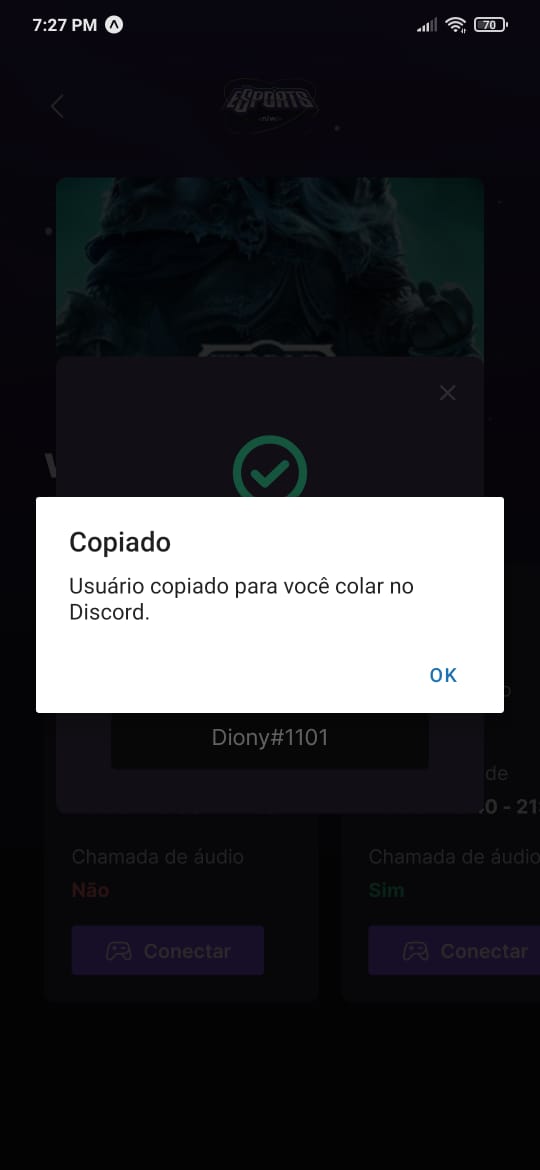 7:27 PM
70
ESPORTS
Copiado
Usuário copiado para você colar no
Discord.
OK
Diony#1101
de
0 - 21
Chamada de áudio
Chamada de áudio
Não
Sim
Conectar
Conectar